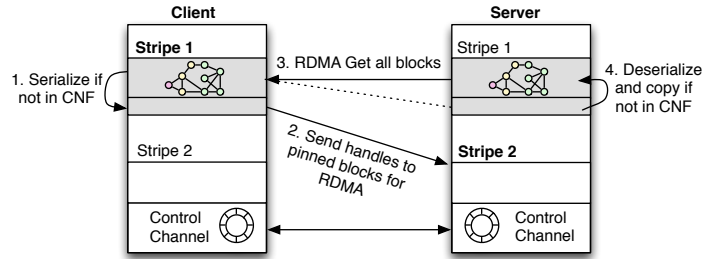 Client
Server
Stripe 1
Stripe 1
1. Serialize if
not in CNF
3. RDMA Get all blocks
4. Deserialize
and copy if
not in CNF
2. Send handles to
pinned blocks for
RDMA
Stripe 2
Stripe 2
Control
Channel
Control
Channel